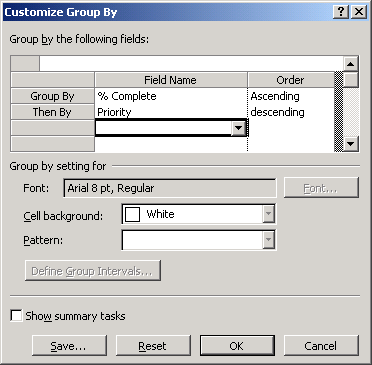 Customize Group By
Group by the following fields:
Field Name Order
Group By % Complete Ascending
Then By Priority descending
Group by setting for
Font: Arial 8 pt, Regular Font...
Cell background: White
Pattern:
Define Group Intervals...
Show summary tasks
Save... Reset OK Cancel